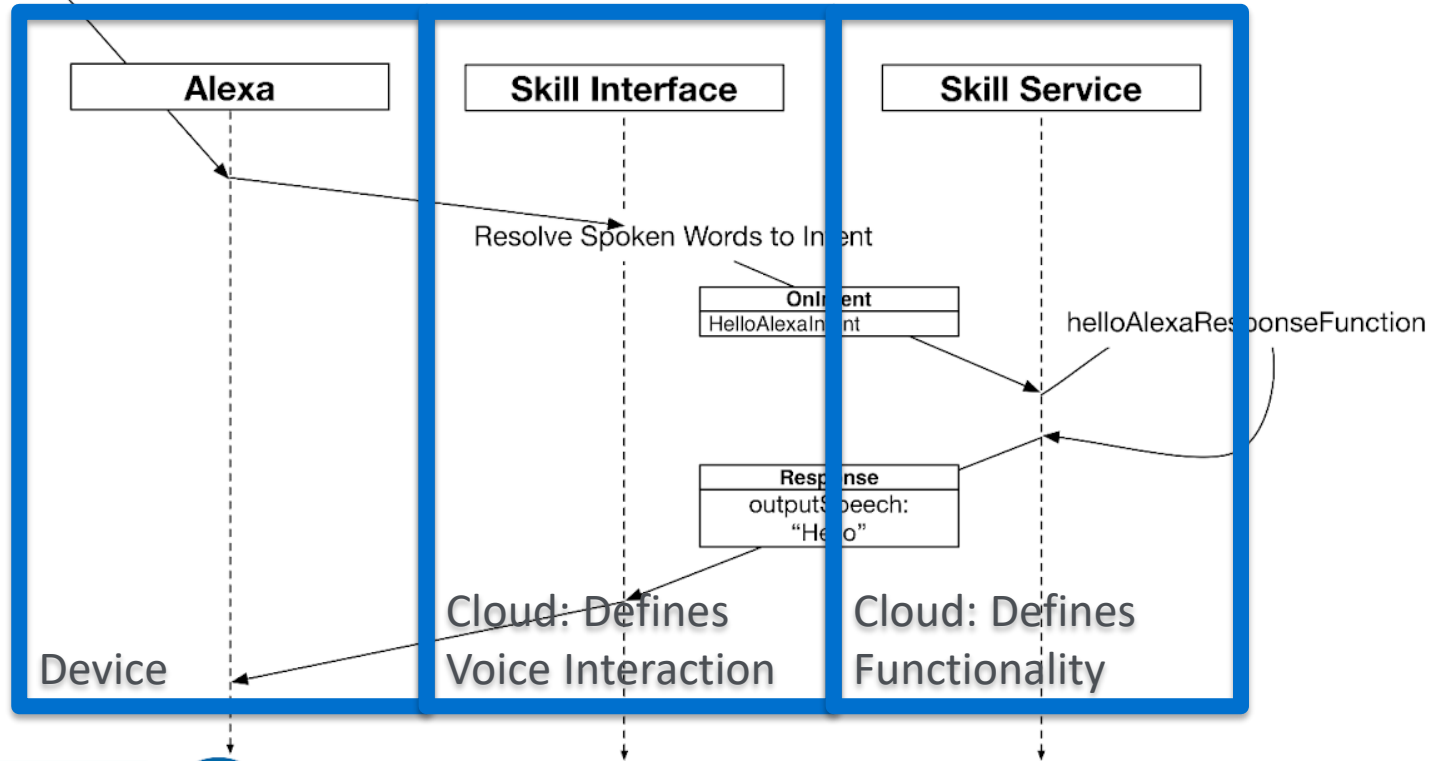 Alexa
Skill Interface
Skill Service
Resolve Spoken Words to Intent
OnIntent
HelloAlexaIntent
helloAlexaResponseFunction
Response
outputSpeech:
“Hello”
Device
Cloud: Defines
Voice Interaction
Cloud: Defines
Functionality